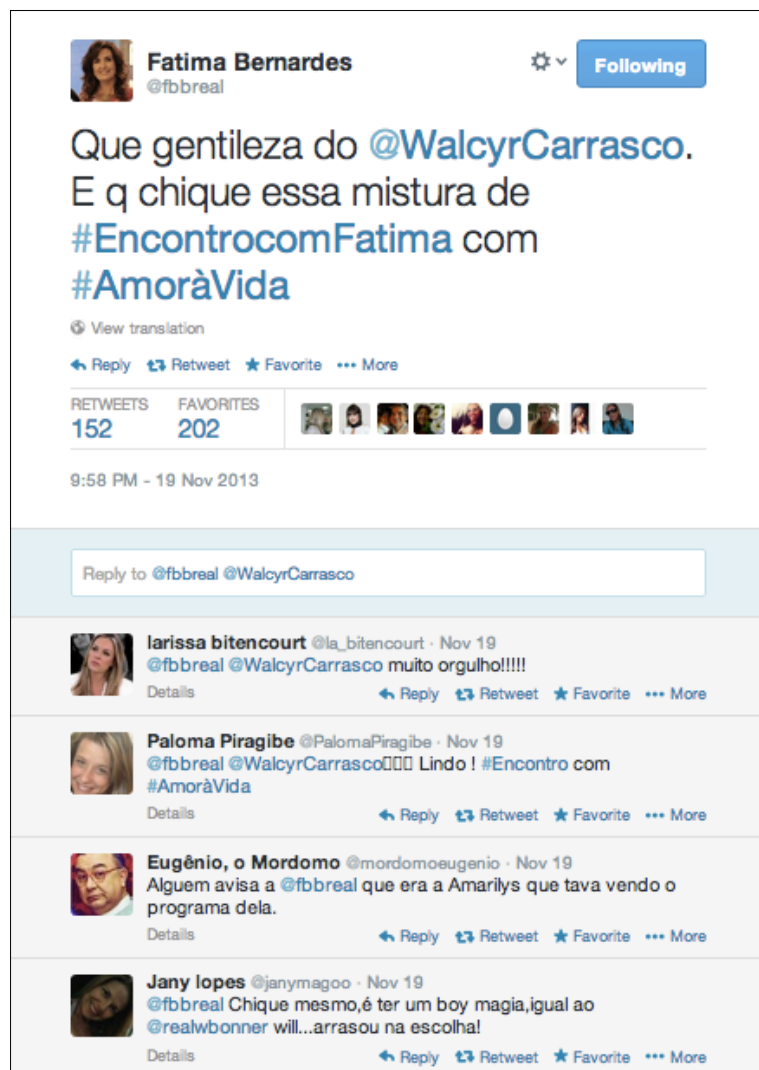 Fatima Bernardes
@fbbreal
Following
Que gentileza do @WalcyrCarrasco.
E q chique essa mistura de
#EncontrocomFatima com
#AmoràVida
View translation
Reply Retweet Favorite More
RETWEETS FAVORITES
152 202
9:58 PM - 19 Nov 2013
Reply to @fbbreal @WalcyrCarrasco
larissa bitencourt @la_bitencourt · Nov 19
@fbbreal @WalcyrCarrasco muito orgulho!!!!!
Details Reply Retweet Favorite More
Paloma Piragibe @PalomaPiragibe · Nov 19
@fbbreal @WalcyrCarrasco▯▯▯ Lindo ! #Encontro com
#AmoràVida
Details Reply Retweet Favorite More
Eugênio, o Mordomo @mordomoeugenio · Nov 19
Alguem avisa a @fbbreal que era a Amarilys que tava vendo o
programa dela.
Details Reply Retweet Favorite More
Jany lopes @janymagoo · Nov 19
@fbbreal Chique mesmo,é ter um boy magia,igual ao
@realwbonner will...arrasou na escolha!
Details Reply Retweet Favorite More